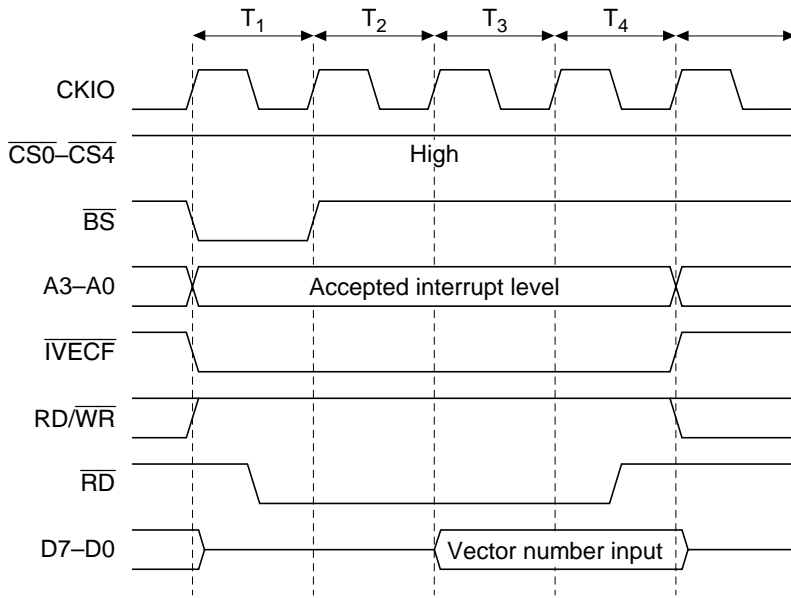 T1 T2 T3 T4
CKIO
CS0–CS4 High
BS
A3–A0 Accepted interrupt level
IVECF
RD/WR
RD
D7–D0 Vector number input